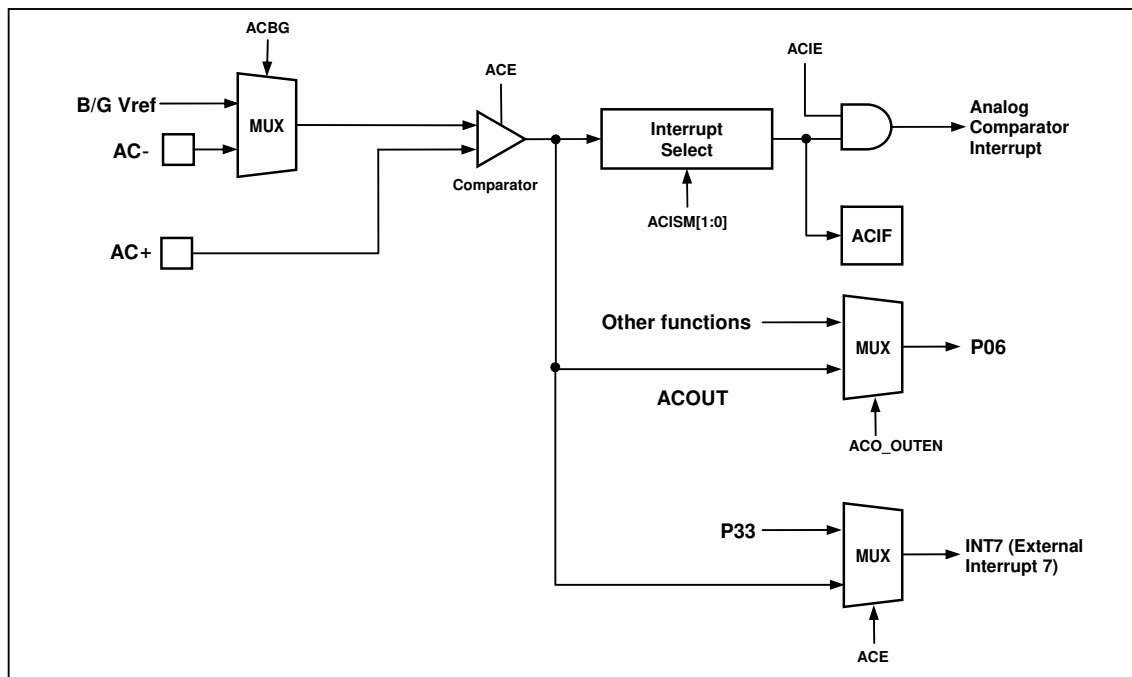 ACBG
ACIE
ACE
B/G Vref
MUX
AC-
Comparator
Interrupt
Select
Analog
Comparator
Interrupt
ACISM[1:0]
ACIF
AC+
Other functions
MUX
P06
ACOUT
ACO_OUTEN
P33
MUX
INT7 (External
Interrupt 7)
ACE